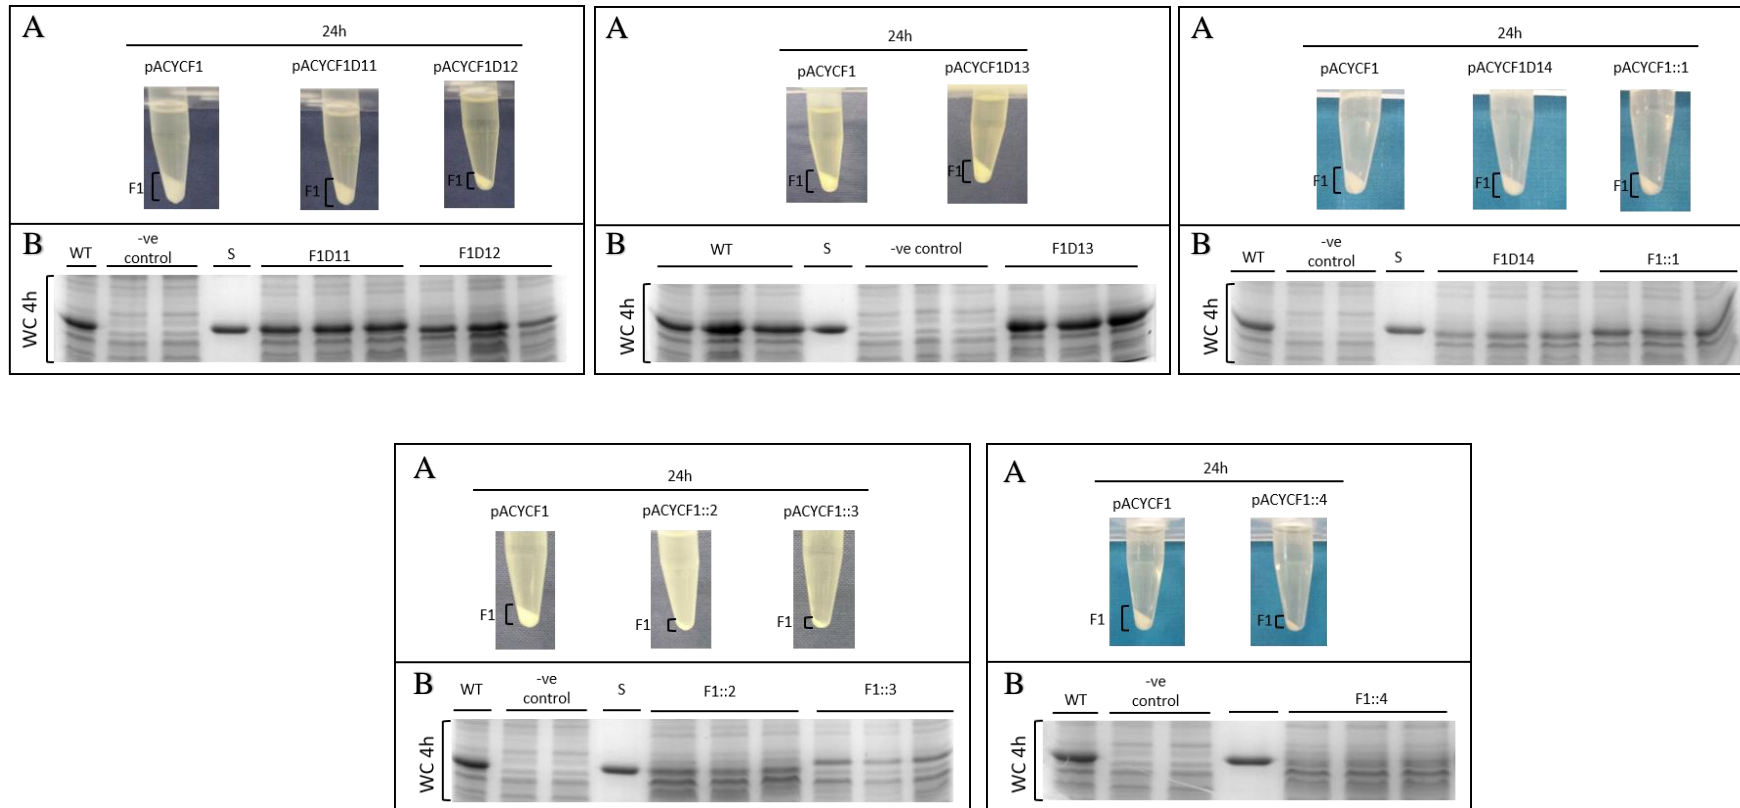 A
24h
pACYCF1
pACYCF1D11
pACYCF1D12
F1
F1
F1
B
WT
-ve
control
S
F1D11
F1D12
WC 4h
A
24h
pACYCF1
pACYCF1D13
F1
F1
B
WT
S
-ve control
F1D13
WC 4h
A
24h
pACYCF1
pACYCF1D14
pACYCF1::1
F1
F1
F1
B
WT
-ve
control
S
F1D14
F1::1
WC 4h
A
24h
pACYCF1
pACYCF1::2
pACYCF1::3
F1
F1
F1
B
WT
-ve
control
S
F1::2
F1::3
WC 4h
A
24h
pACYCF1
pACYCF1::4
F1
F1
B
WT
-ve
control
F1::4
WC 4h